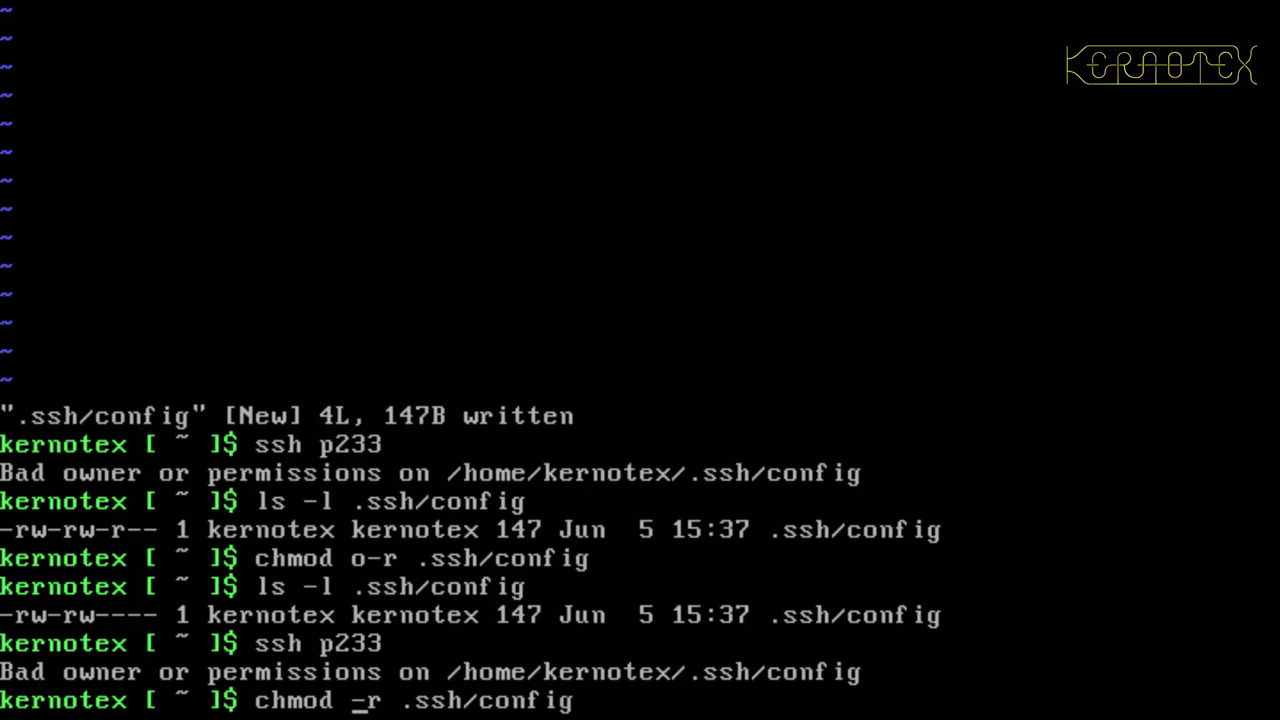 KERNOTEX
~
~
~
~
~
~
~
~
~
~
~
~
~
~
".ssh/config" [New] 4L, 147B written
kernotex [ ~ ]$ ssh p233
Bad owner or permissions on /home/kernotex/.ssh/config
kernotex [ ~ ]$ ls -l .ssh/config
-rw-rw-r-- 1 kernotex kernotex 147 Jun  5 15:37 .ssh/config
kernotex [ ~ ]$ chmod o-r .ssh/config
kernotex [ ~ ]$ ls -l .ssh/config
-rw-rw---- 1 kernotex kernotex 147 Jun  5 15:37 .ssh/config
kernotex [ ~ ]$ ssh p233
Bad owner or permissions on /home/kernotex/.ssh/config
kernotex [ ~ ]$ chmod -r .ssh/config